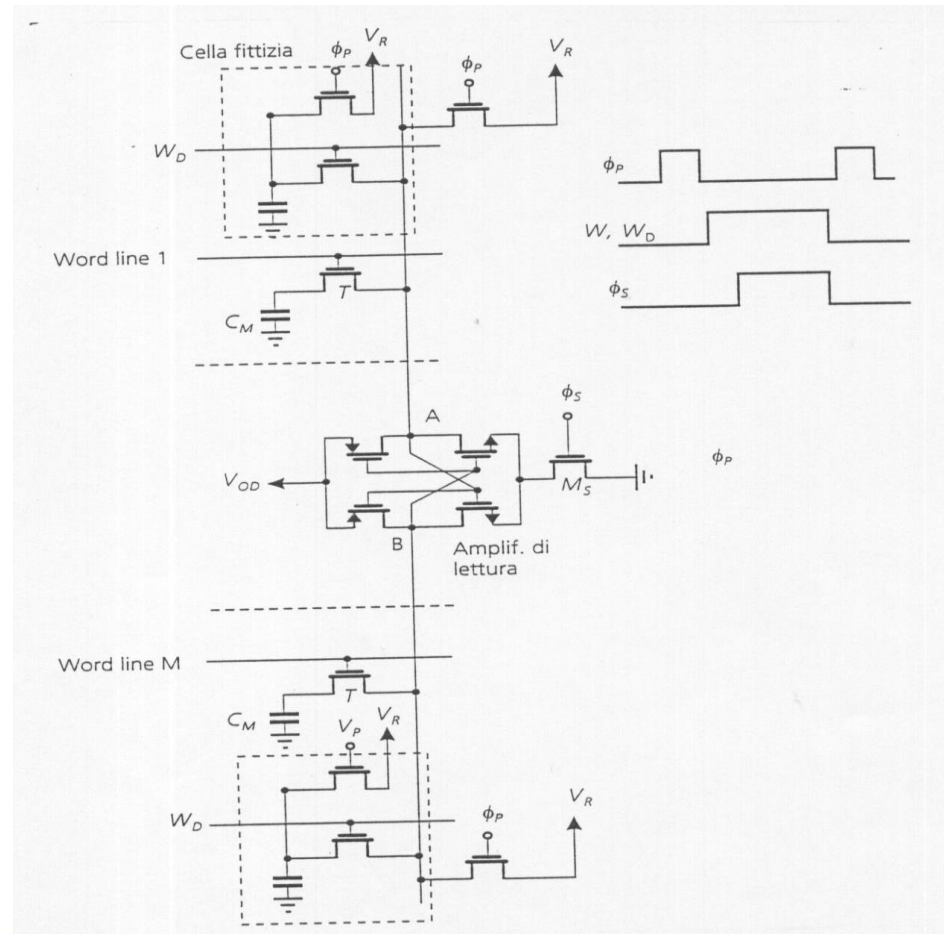 Cella fittizia
ϕP
VR
ϕP
VR
WD
Word line 1
T
CM
ϕP
W, WD
ϕS
A
ϕS
VOD
MS
ϕP
B
Amplif. di
lettura
Word line M
T
CM
VP
VR
WD
ϕP
VR